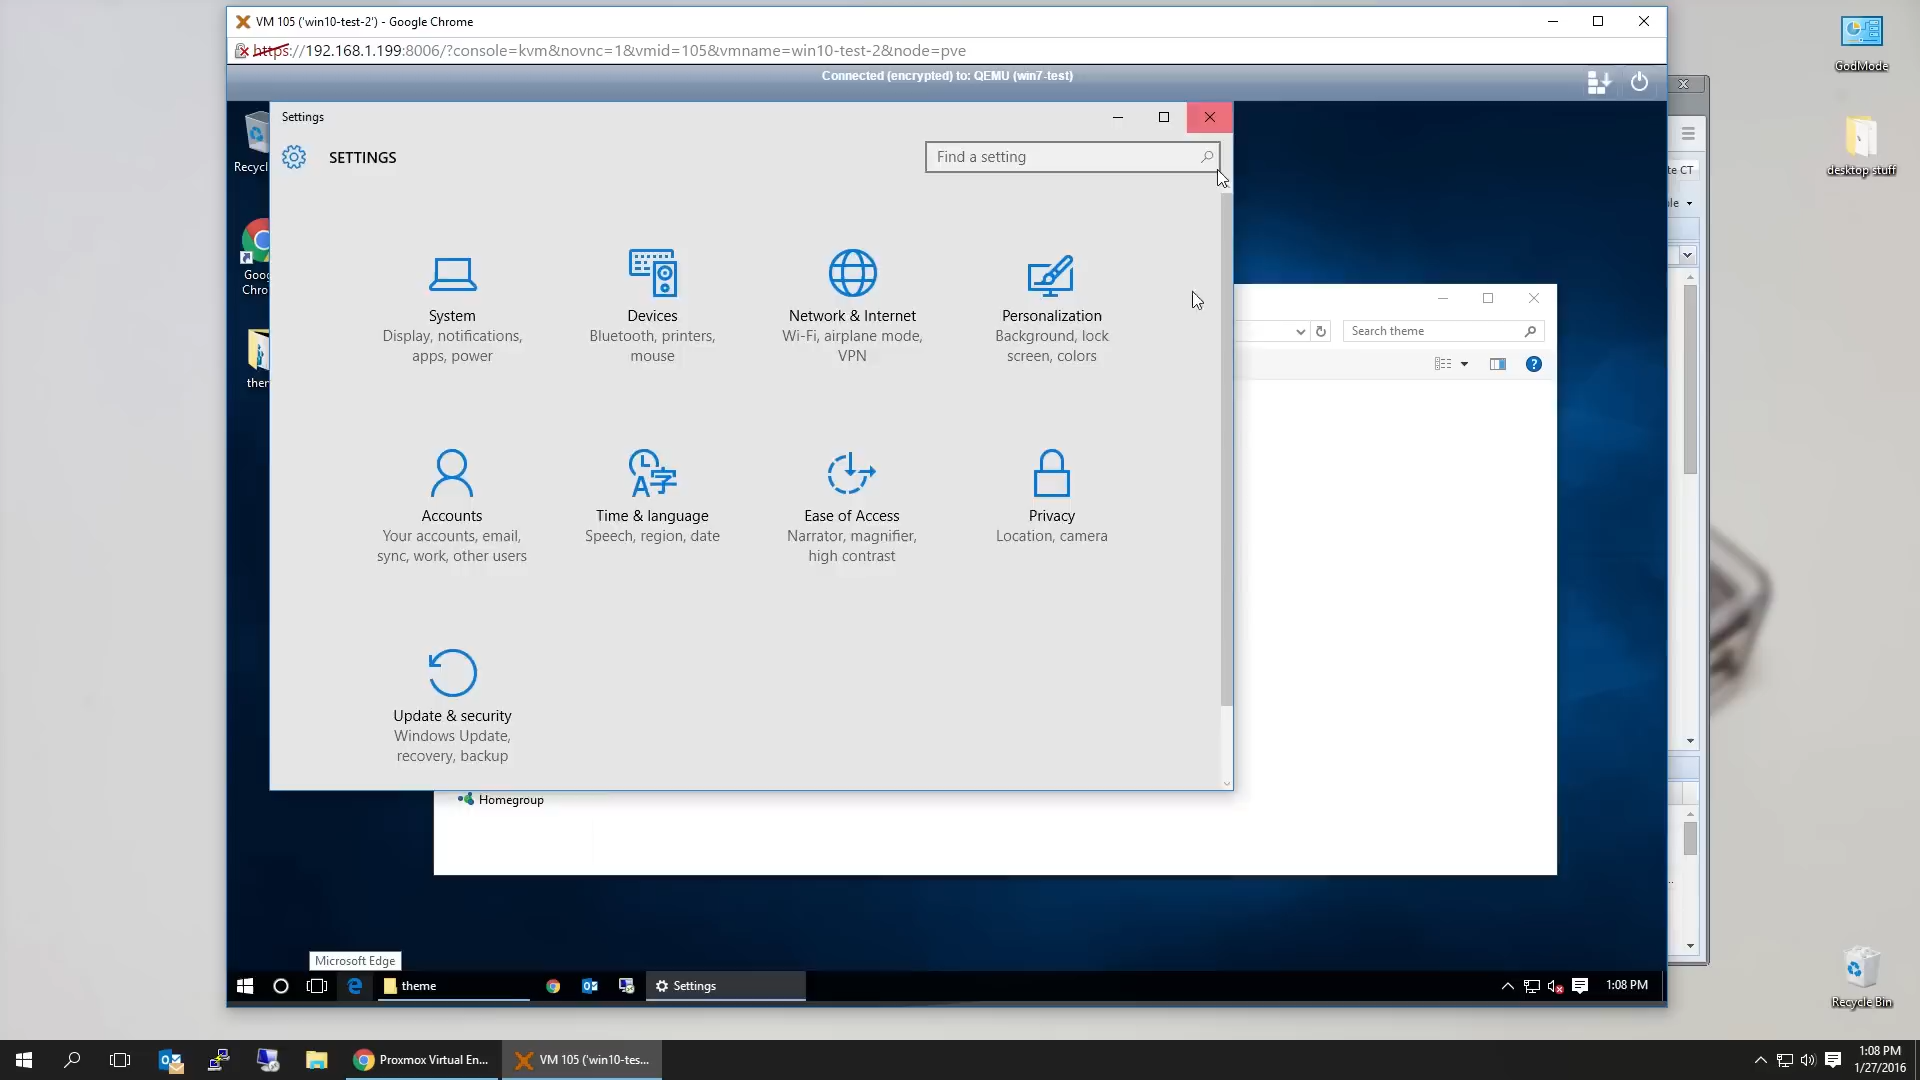 VM 105 ('win10-test-2') - Google Chrome
https://192.168.1.199:8006/?console=kvm&novnc=1&vmid=105&vmname=win10-test-2&node=pve
Connected (encrypted) to: QEMU (win7-test)
GodMode
desktop stuff
te CT
Settings
SETTINGS
Find a setting
Recycl
Goog
Chro
System
Display, notifications,
apps, power
Devices
Bluetooth, printers,
mouse
Network & Internet
Wi-Fi, airplane mode,
VPN
Personalization
Background, lock
screen, colors
Search theme
Accounts
Your accounts, email,
sync, work, other users
Time & language
Speech, region, date
Ease of Access
Narrator, magnifier,
high contrast
Privacy
Location, camera
Update & security
Windows Update,
recovery, backup
Homegroup
Microsoft Edge
theme
Settings
1:08 PM
Recycle Bin
Proxmox Virtual En...
VM 105 ('win10-tes...
1:08 PM
1/27/2016